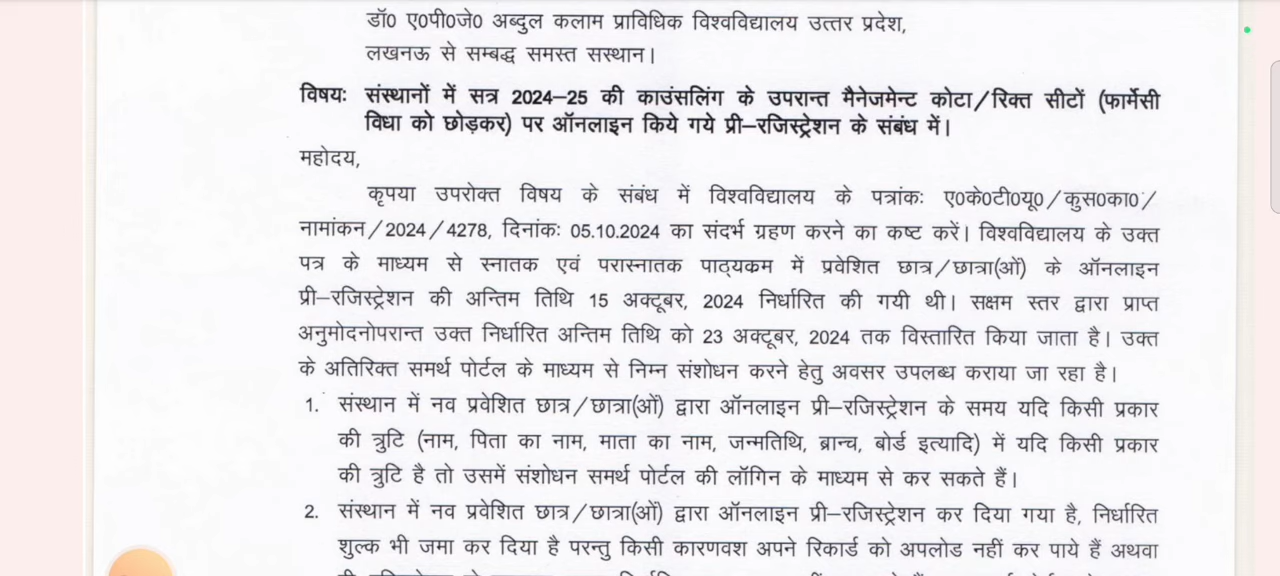 डॉ0 ए0पी0जे0 अब्दुल कलाम प्राविधिक विश्वविद्यालय उत्तर प्रदेश,
लखनऊ से सम्बद्ध समस्त सस्थान।
विषयः संस्थानों में सत्र 2024–25 की काउंसलिंग के उपरान्त मैनेजमेन्ट कोटा/रिक्त सीटों (फार्मेसी
विधा को छोड़कर) पर ऑनलाइन किये गये प्री–रजिस्ट्रेशन के संबंध में।
महोदय,
कृपया उपरोक्त विषय के संबंध में विश्वविद्यालय के पत्रांकः ए0के0टी0यू0/कुस0का0/
नामांकन/2024/4278, दिनांकः 05.10.2024 का संदर्भ ग्रहण करने का कष्ट करें। विश्वविद्यालय के उक्त
पत्र के माध्यम से स्नातक एवं परास्नातक पाठ्यकम में प्रवेशित छात्र/छात्रा(ओं) के ऑनलाइन
प्री–रजिस्ट्रेशन की अन्तिम तिथि 15 अक्टूबर, 2024 निर्धारित की गयी थी। सक्षम स्तर द्वारा प्राप्त
अनुमोदनोपरान्त उक्त निर्धारित अन्तिम तिथि को 23 अक्टूबर, 2024 तक विस्तारित किया जाता है। उक्त
के अतिरिक्त समर्थ पोर्टल के माध्यम से निम्न संशोधन करने हेतु अवसर उपलब्ध कराया जा रहा है।
1. संस्थान में नव प्रवेशित छात्र/छात्रा(ओं) द्वारा ऑनलाइन प्री–रजिस्ट्रेशन के समय यदि किसी प्रकार
की त्रुटि (नाम, पिता का नाम, माता का नाम, जन्मतिथि, ब्रान्च, बोर्ड इत्यादि) में यदि किसी प्रकार
की त्रुटि है तो उसमें संशोधन समर्थ पोर्टल की लॉगिन के माध्यम से कर सकते हैं।
2. संस्थान में नव प्रवेशित छात्र/छात्रा(ओं) द्वारा ऑनलाइन प्री–रजिस्ट्रेशन कर दिया गया है, निर्धारित
शुल्क भी जमा कर दिया है परन्तु किसी कारणवश अपने रिकार्ड को अपलोड नहीं कर पाये हैं अथवा